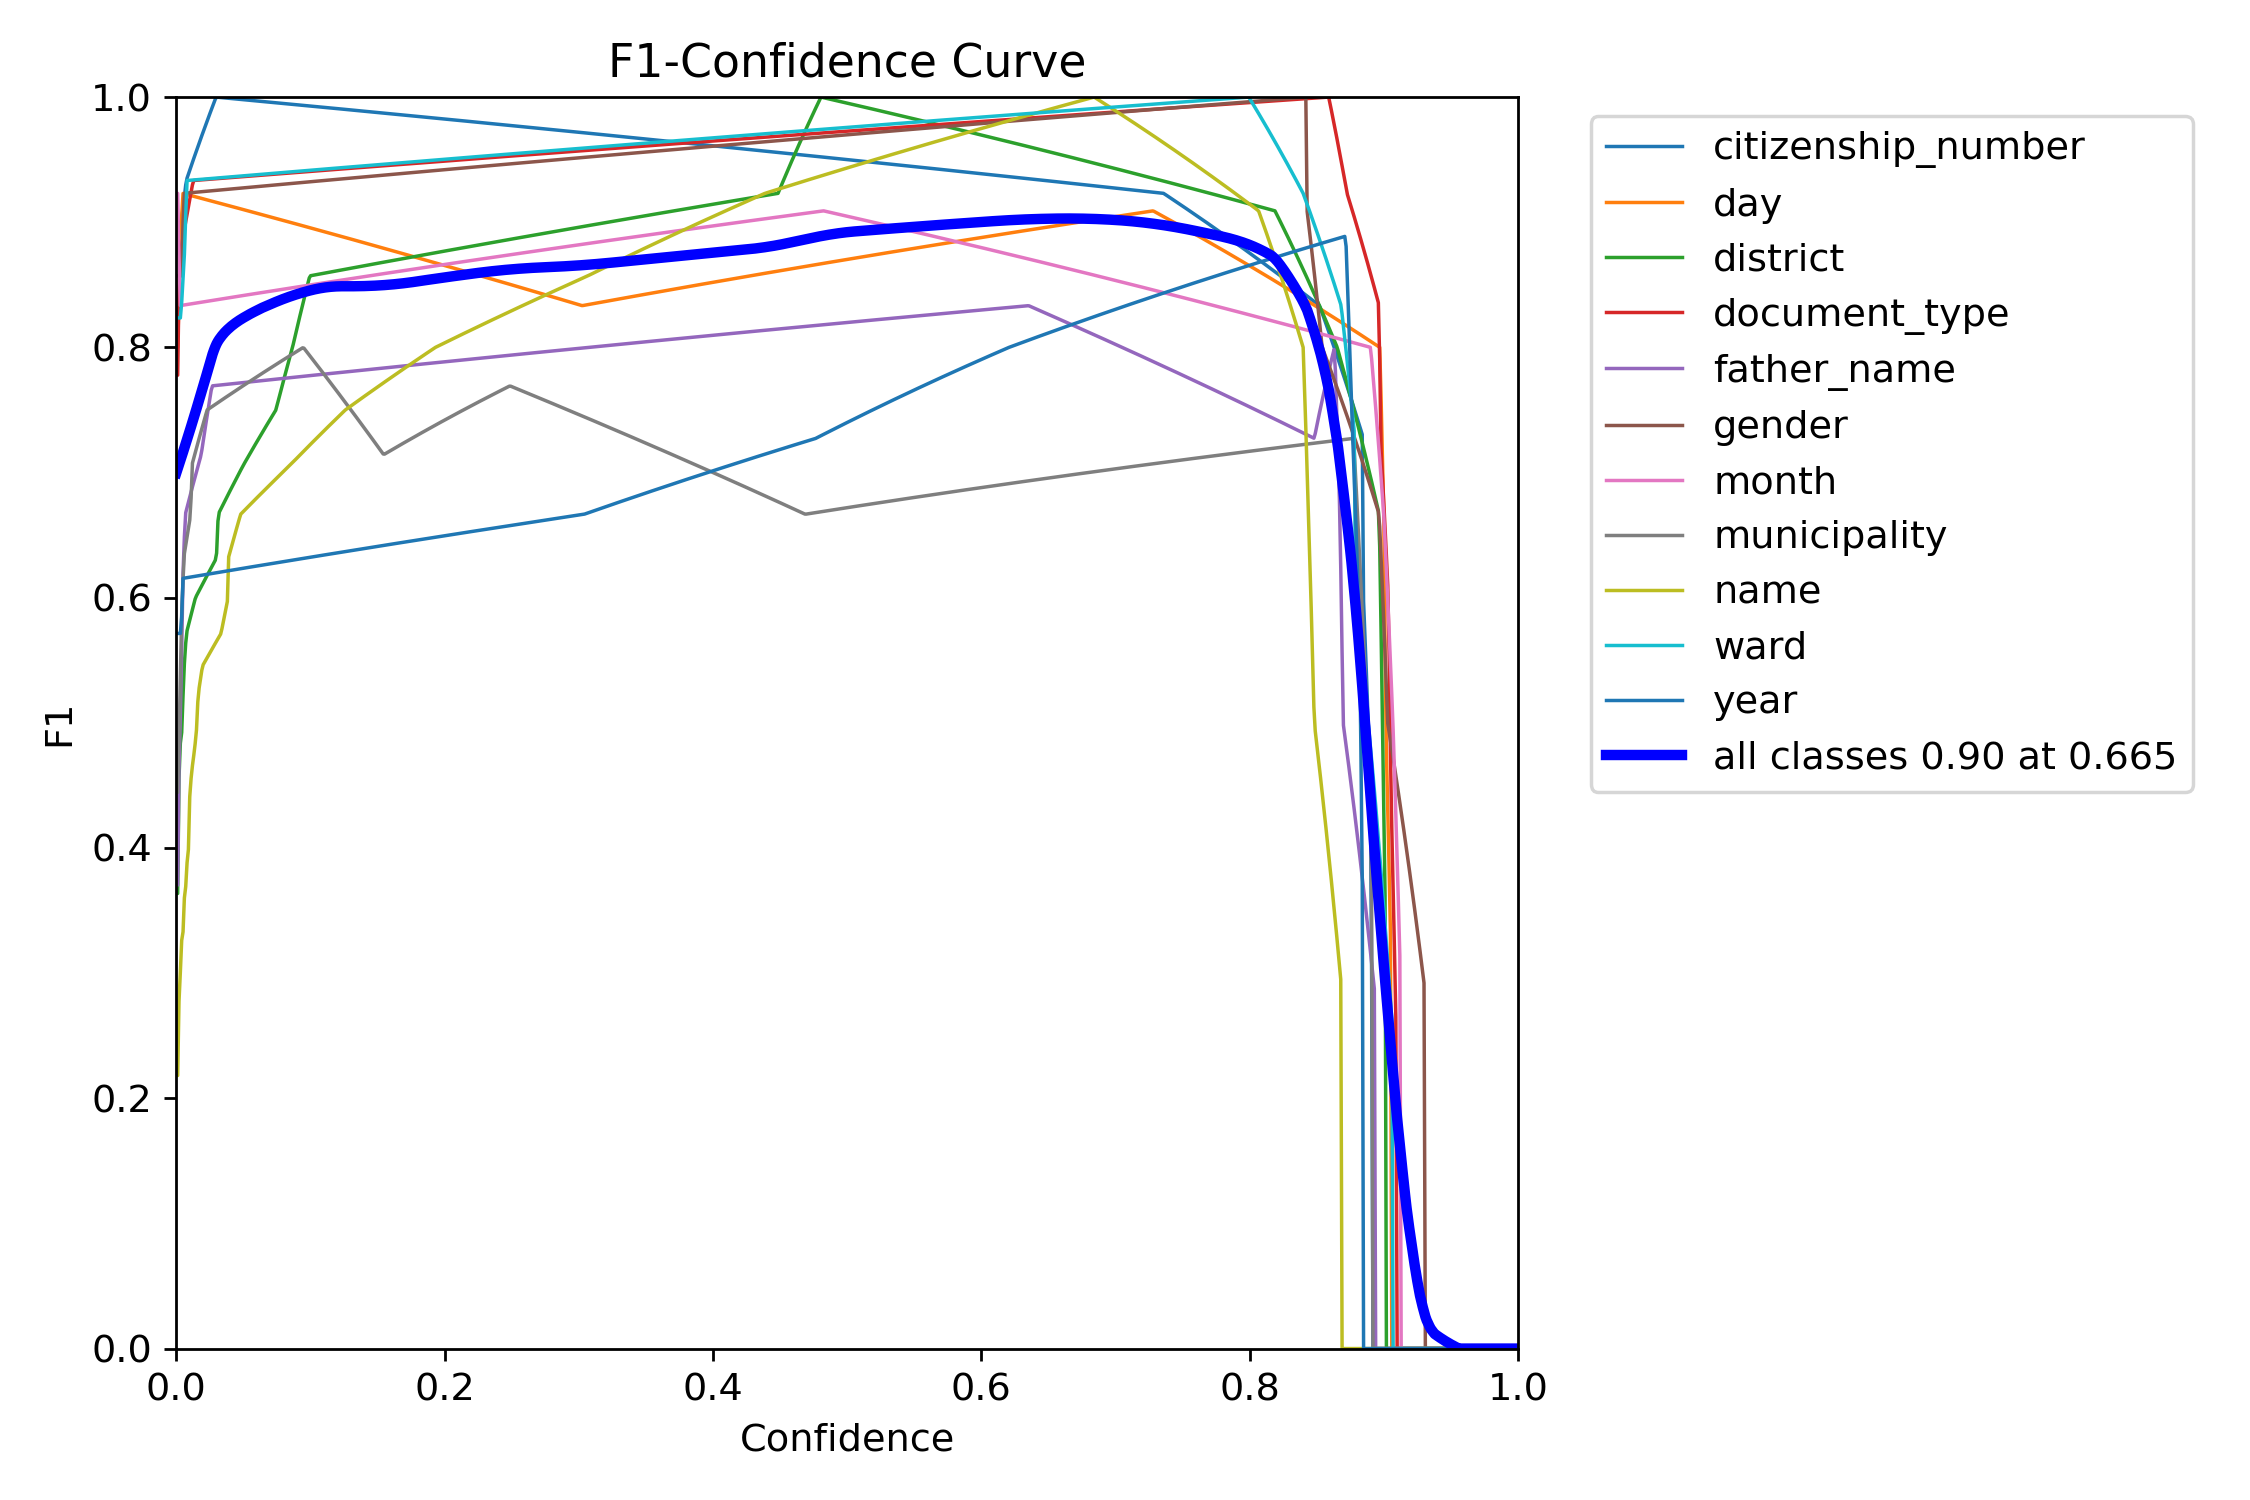 F1-Confidence Curve
1.0
0.8
0.6
0.4
0.2
0.0
F1
0.0 0.2 0.4 0.6 0.8 1.0
Confidence
citizenship_number
day
district
document_type
father_name
gender
month
municipality
name
ward
year
all classes 0.90 at 0.665